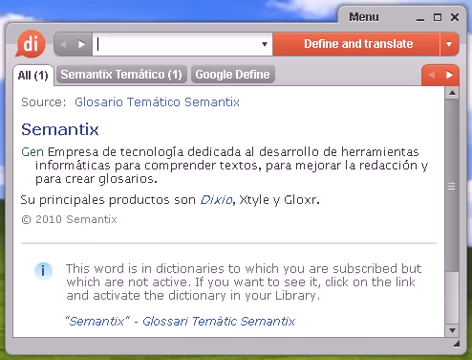 Menu
di
Define and translate
All (1)
Semantix Temático (1)
Google Define
Source: Glosario Temático Semantix
Semantix
Gen Empresa de tecnología dedicada al desarrollo de herramientas
informáticas para comprender textos, para mejorar la redacción y
para crear glosarios.
Su principales productos son Dixio, Xtyle y Gloxr.
© 2010 Semantix
i
This word is in dictionaries to which you are subscribed but
which are not active. If you want to see it, click on the link
and activate the dictionary in your Library.
"Semantix" - Glossari Temàtic Semantix